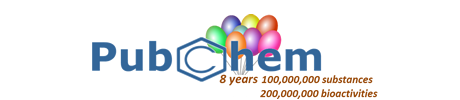 PubChem
8 years 100,000,000 substances
200,000,000 bioactivities